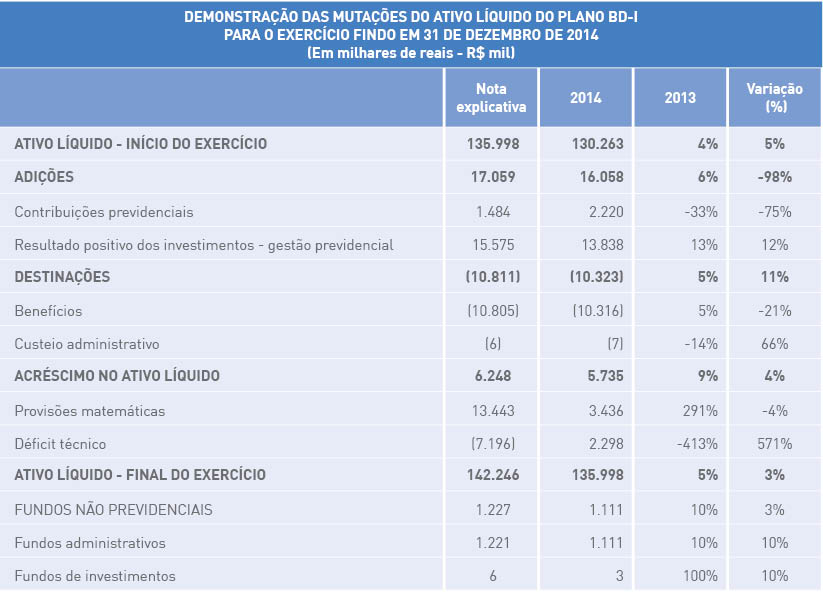 DEMONSTRAÇÃO DAS MUTAÇÕES DO ATIVO LÍQUIDO DO PLANO BD-I
PARA O EXERCÍCIO FINDO EM 31 DE DEZEMBRO DE 2014
(Em milhares de reais - R$ mil)
Nota explicativa 2014 2013 Variação (%)
ATIVO LÍQUIDO - INÍCIO DO EXERCÍCIO 135.998 130.263 4% 5%
ADIÇÕES 17.059 16.058 6% -98%
Contribuições previdenciais 1.484 2.220 -33% -75%
Resultado positivo dos investimentos - gestão previdencial 15.575 13.838 13% 12%
DESTINAÇÕES (10.811) (10.323) 5% 11%
Benefícios (10.805) (10.316) 5% -21%
Custeio administrativo (6) (7) -14% 66%
ACRÉSCIMO NO ATIVO LÍQUIDO 6.248 5.735 9% 4%
Provisões matemáticas 13.443 3.436 291% -4%
Déficit técnico (7.196) 2.298 -413% 571%
ATIVO LÍQUIDO - FINAL DO EXERCÍCIO 142.246 135.998 5% 3%
FUNDOS NÃO PREVIDENCIAIS 1.227 1.111 10% 3%
Fundos administrativos 1.221 1.111 10% 10%
Fundos de investimentos 6 3 100% 10%